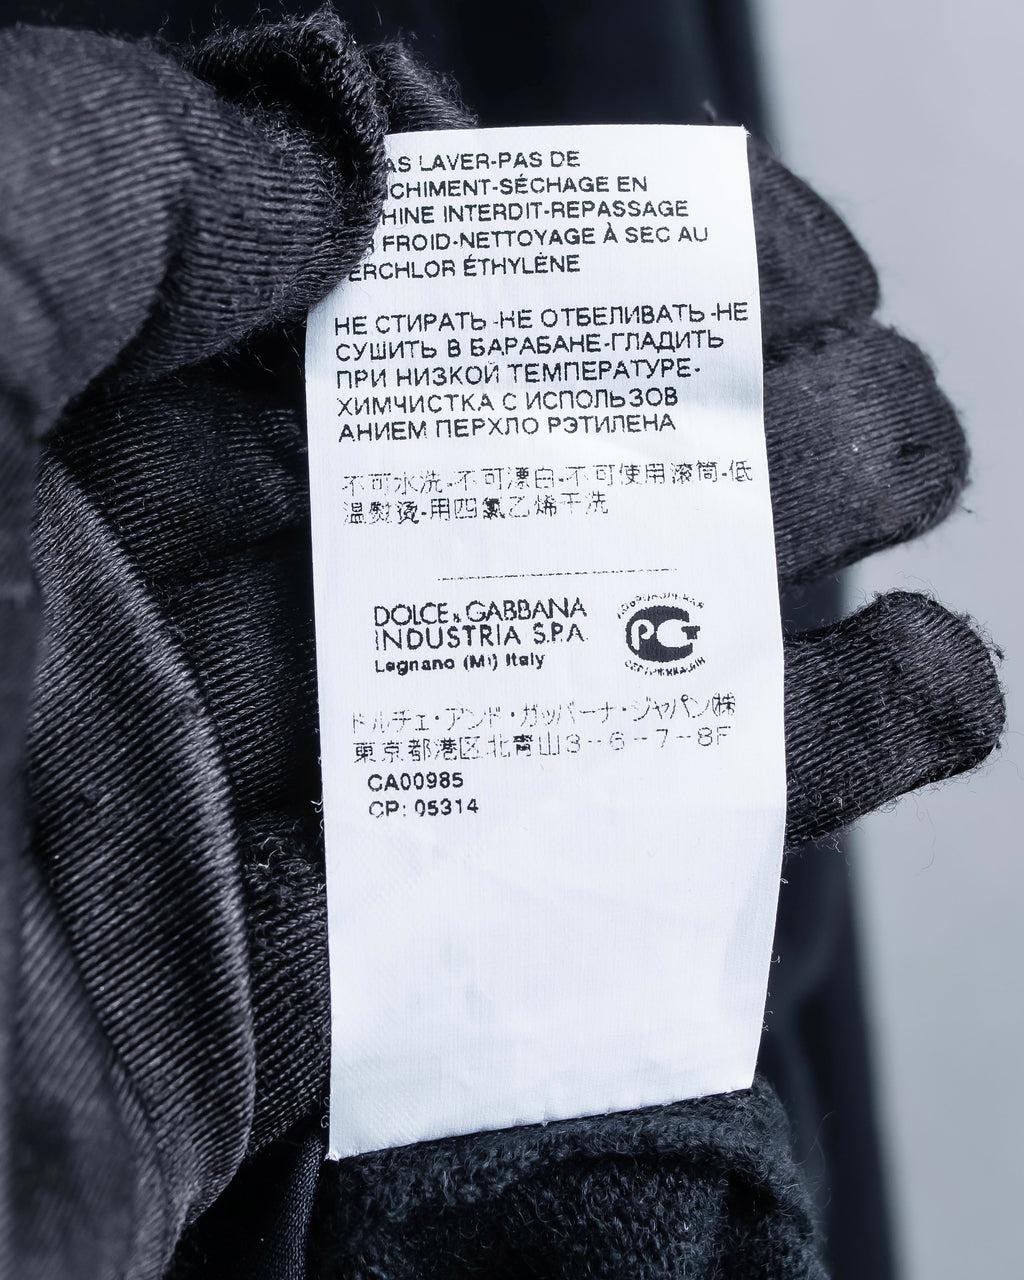 AS LAVER-PAS DE
CHIMENT-SÉCHAGE EN
HINE INTERDIT-REPASSAGE
R FROID-NETTOYAGE À SEC AU
ERCHLOR ÉTHYLÈNE
НЕ СТИРАТЬ -НЕ ОТБЕЛИВАТЬ -НЕ
СУШИТЬ В БАРАБАНЕ-ГЛАДИТЬ
ПРИ НИЗКОЙ ТЕМПЕРАТУРЕ-
ХИМЧИСТКА С ИСПОЛЬЗОВ
АНИЕМ ПЕРХЛО РЭТИЛЕНА
不可水洗-不可漂白-不可使用滚筒-低
温熨烫-用四氯乙烯干洗
DOLCE & GABBANA
INDUSTRIA S.P.A.
Legnano (Mi) Italy
РСТ
ドルチェ・アンド・ガッバーナ・ジャパン(株)
東京都港区北青山3-6-7-8F
CA00985
CP: 05314